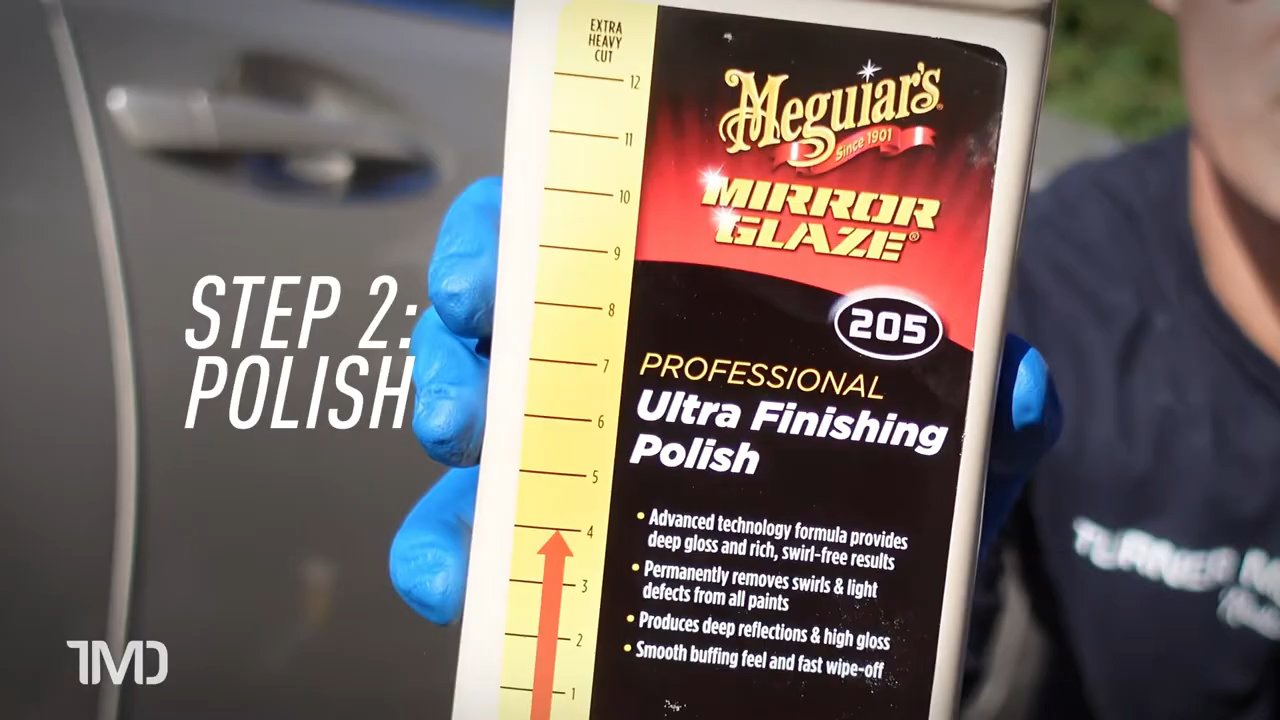 STEP 2:
POLISH
TMD
EXTRA
HEAVY
CUT
12
11
10
9
8
7
6
5
4
3
2
1
Meguiar's
Since 1901
MIRROR
GLAZE®
205
PROFESSIONAL
Ultra Finishing
Polish
• Advanced technology formula provides
deep gloss and rich, swirl-free results
• Permanently removes swirls & light
defects from all paints
• Produces deep reflections & high gloss
• Smooth buffing feel and fast wipe-off
TURNER